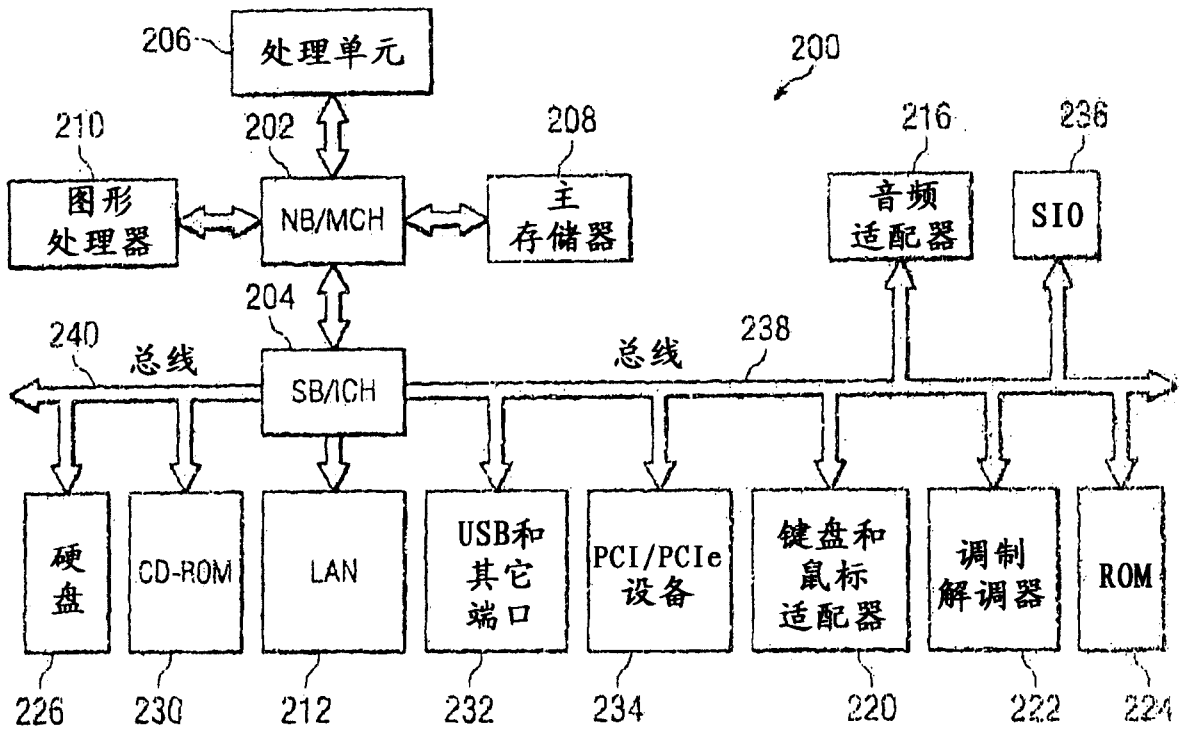 206
处理单元
200
210
202
208
216
236
图形
处理器
NB/MCH
主
存储器
音频
适配器
SIO
204
240
总线
SB/ICH
总线
238
硬
盘
CD-ROM
LAN
USB和
其它
端口
PCI/PCIe
设备
键盘和
鼠标
适配器
调制
解调器
ROM
226
230
212
232
234
220
222
224